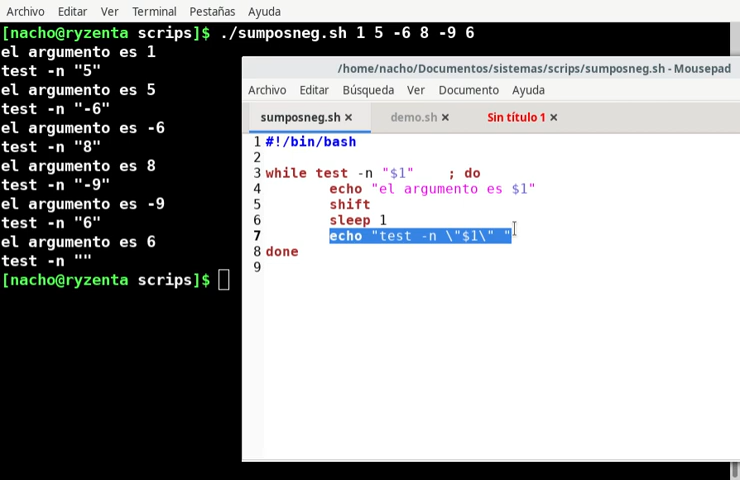 Archivo Editar Ver Terminal Pestañas Ayuda
[nacho@ryzenta scrips]$ ./sumposneg.sh 1 5 -6 8 -9 6
el argumento es 1
test -n "5"
el argumento es 5
test -n "-6"
el argumento es -6
test -n "8"
el argumento es 8
test -n "-9"
el argumento es -9
test -n "6"
el argumento es 6
test -n ""
[nacho@ryzenta scrips]$
/home/nacho/Documentos/sistemas/scrips/sumposneg.sh - Mousepad
Archivo Editar Búsqueda Ver Documento Ayuda
sumposneg.sh × demo.sh × Sin título 1 ×
1 #!/bin/bash
2
3 while test -n "$1" ; do
4 echo "el argumento es $1"
5 shift
6 sleep 1
7 echo "test -n \"$1\" "
8 done
9